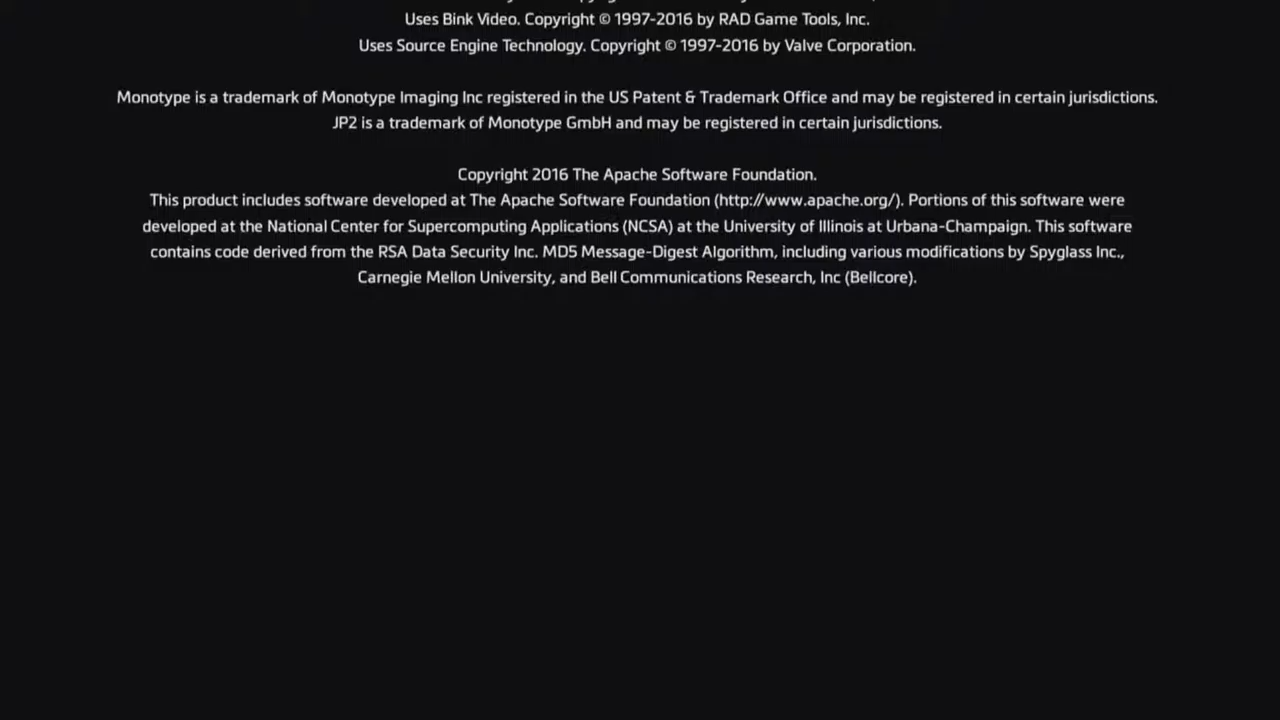 Uses Bink Video. Copyright © 1997-2016 by RAD Game Tools, Inc.
Uses Source Engine Technology. Copyright © 1997-2016 by Valve Corporation.
Monotype is a trademark of Monotype Imaging Inc registered in the US Patent & Trademark Office and may be registered in certain jurisdictions.
JP2 is a trademark of Monotype GmbH and may be registered in certain jurisdictions.
Copyright 2016 The Apache Software Foundation.
This product includes software developed at The Apache Software Foundation (http://www.apache.org/). Portions of this software were
developed at the National Center for Supercomputing Applications (NCSA) at the University of Illinois at Urbana-Champaign. This software
contains code derived from the RSA Data Security Inc. MD5 Message-Digest Algorithm, including various modifications by Spyglass Inc.,
Carnegie Mellon University, and Bell Communications Research, Inc (Bellcore).